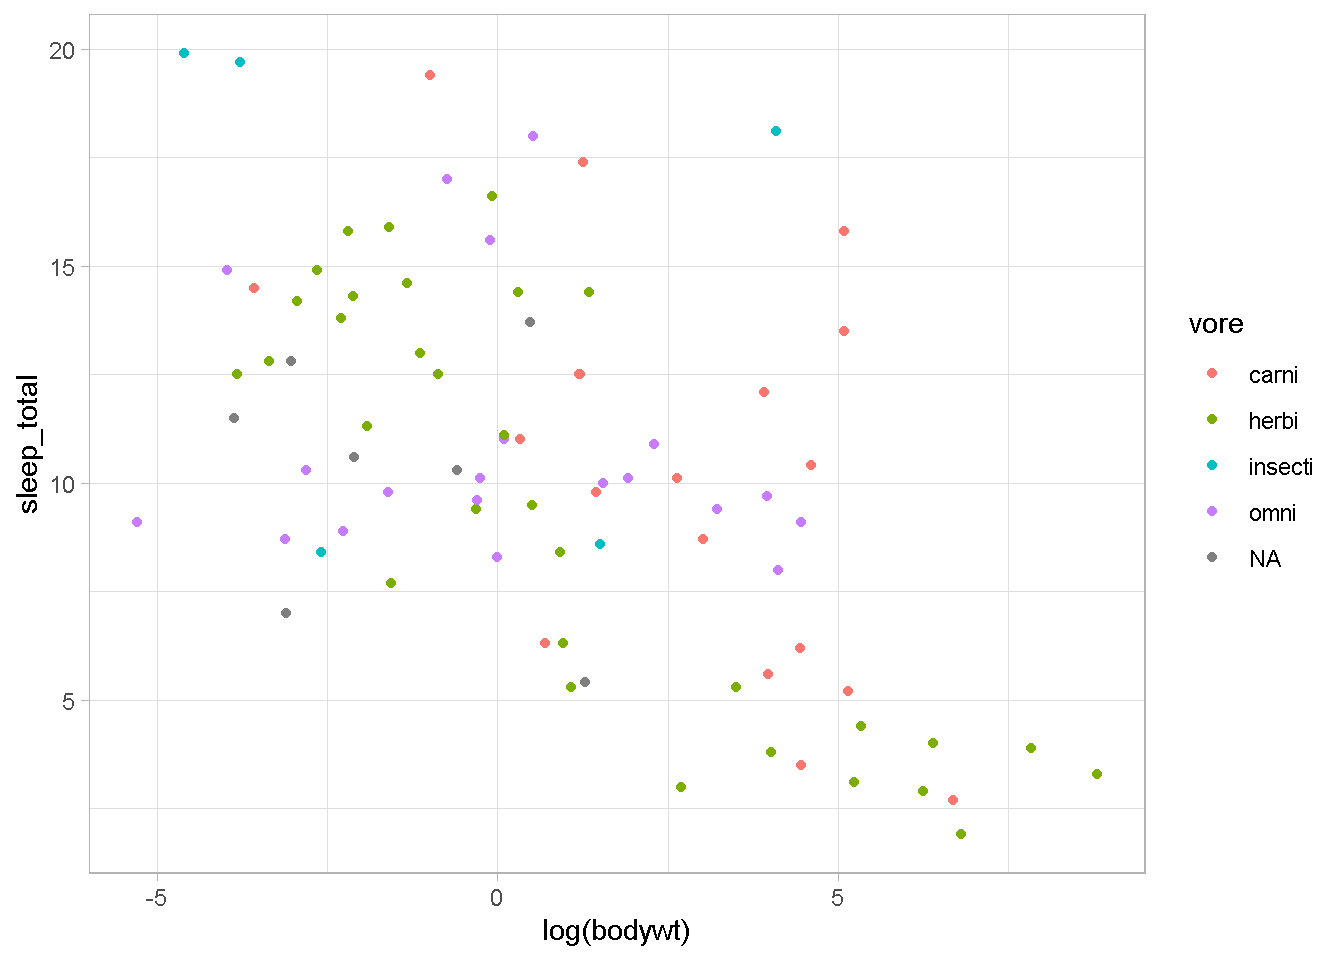 20
15
10
5
sleep_total
-5
0
5
log(bodywt)
vore
carni
herbi
insecti
omni
NA